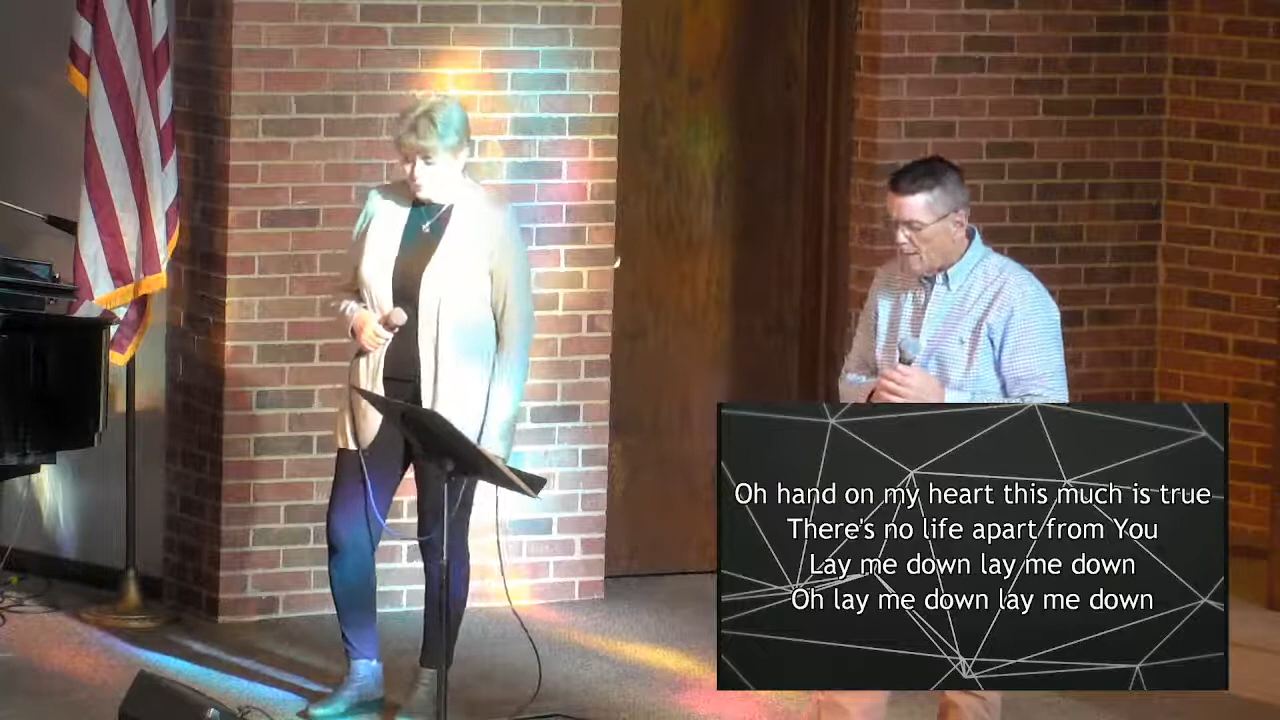 Oh hand on my heart this much is true
There's no life apart from You
Lay me down lay me down
Oh lay me down lay me down